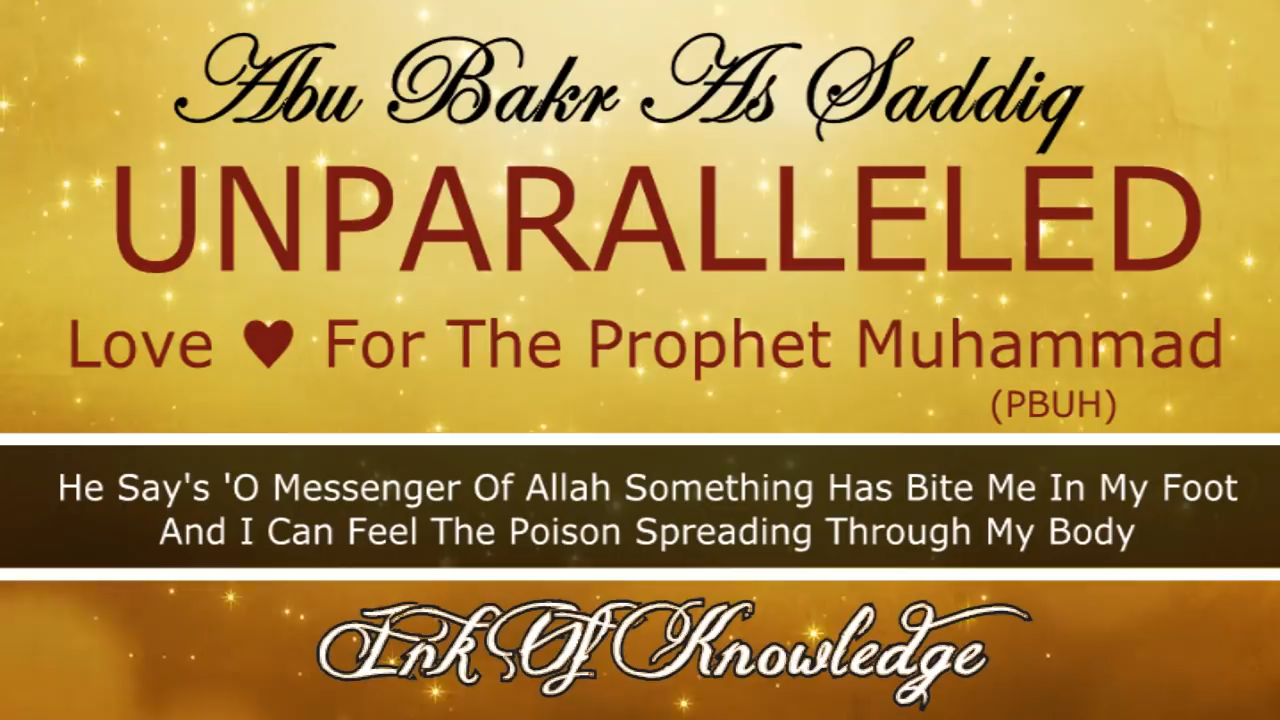 Abu Bakr As Saddiq
UNPARALLELED
Love ♥ For The Prophet Muhammad
(PBUH)
He Say's 'O Messenger Of Allah Something Has Bite Me In My Foot
And I Can Feel The Poison Spreading Through My Body
Ink Of Knowledge